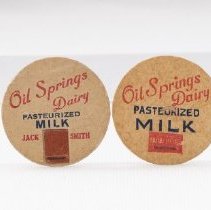 Oil Springs
Dairy
PASTEURIZED
MILK
JACK SMITH
Oil Springs
Dairy
PASTEURIZED
MILK